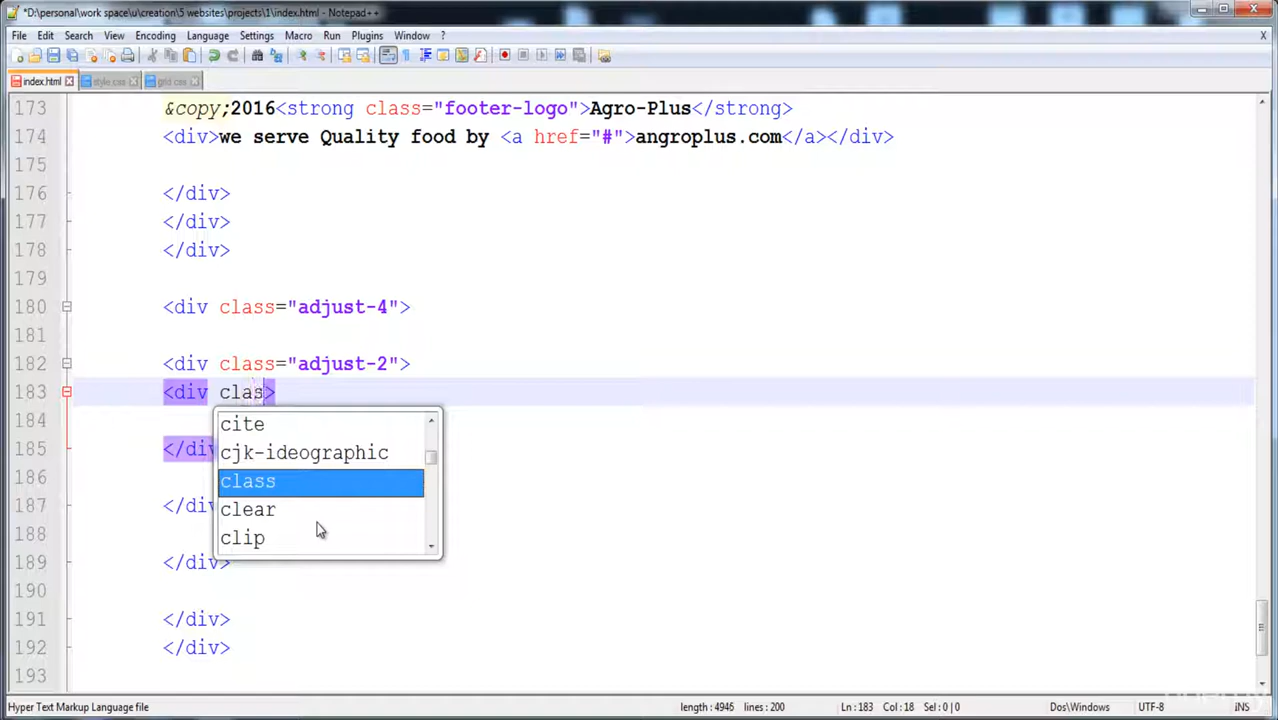 *D:\personal\work space\u\creation\5 websites\projects\1\index.html - Notepad++
File Edit Search View Encoding Language Settings Macro Run Plugins Window ? X
index.html style.css grid.css
173 &copy;2016<strong class="footer-logo">Agro-Plus</strong>
174 <div>we serve Quality food by <a href="#">angroplus.com</a></div>
175
176 </div>
177 </div>
178 </div>
179
180 <div class="adjust-4">
181
182 <div class="adjust-2">
183 <div clas>
184 cite
cjk-ideographic
185 </div
186 class
187 </d
clear
188 clip
189 </div>
190
191 </div>
192 </div>
193
Hyper Text Markup Language file length : 4946 lines : 200 Ln : 183 Col : 18 Sel : 0 | 0 Dos\Windows UTF-8 INS